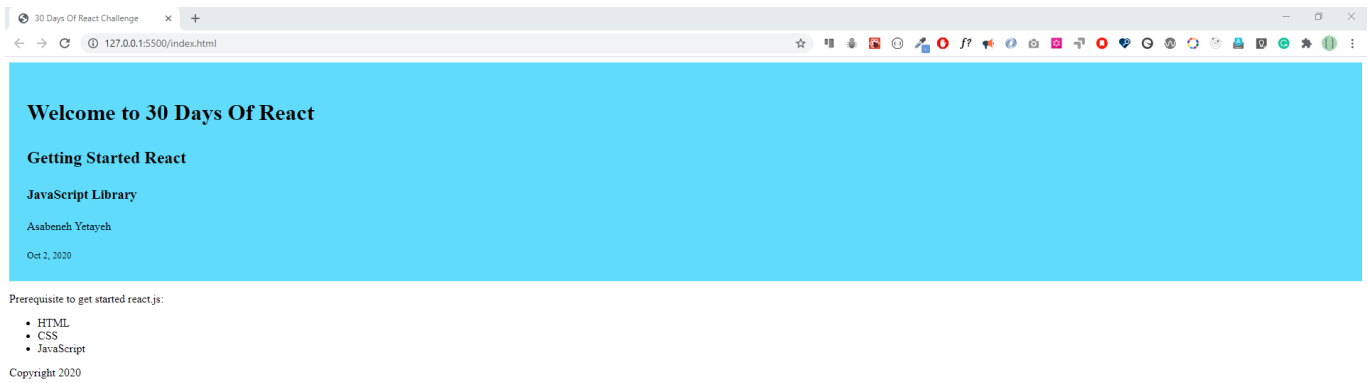 30 Days Of React Challenge
127.0.0.1:5500/index.html
f?
Welcome to 30 Days Of React
Getting Started React
JavaScript Library
Asabeneh Yetayeh
Oct 2, 2020
Prerequisite to get started react.js:
• HTML
• CSS
• JavaScript
Copyright 2020